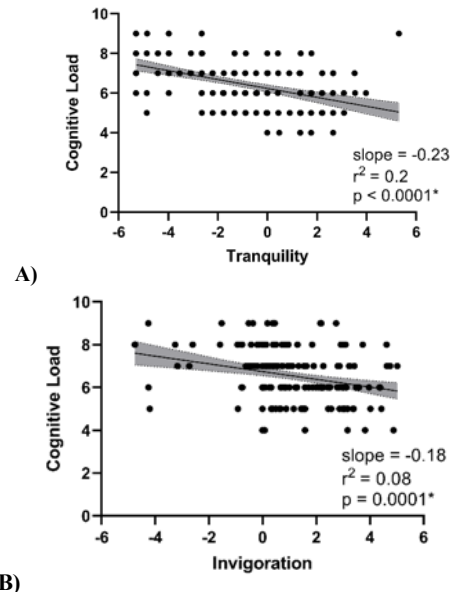 10
8
6
4
2
0
Cognitive Load
slope = -0.23
r² = 0.2
p < 0.0001*
-6 -4 -2 0 2 4 6
Tranquility
A)
10
8
6
4
2
0
Cognitive Load
slope = -0.18
r² = 0.08
p = 0.0001*
-6 -4 -2 0 2 4 6
Invigoration
B)